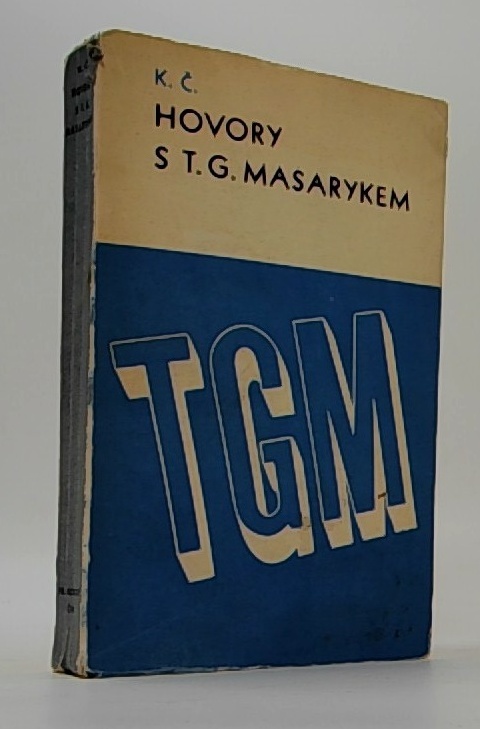 K. Č.
HOVORY
S T. G. MASARYKEM
TGM